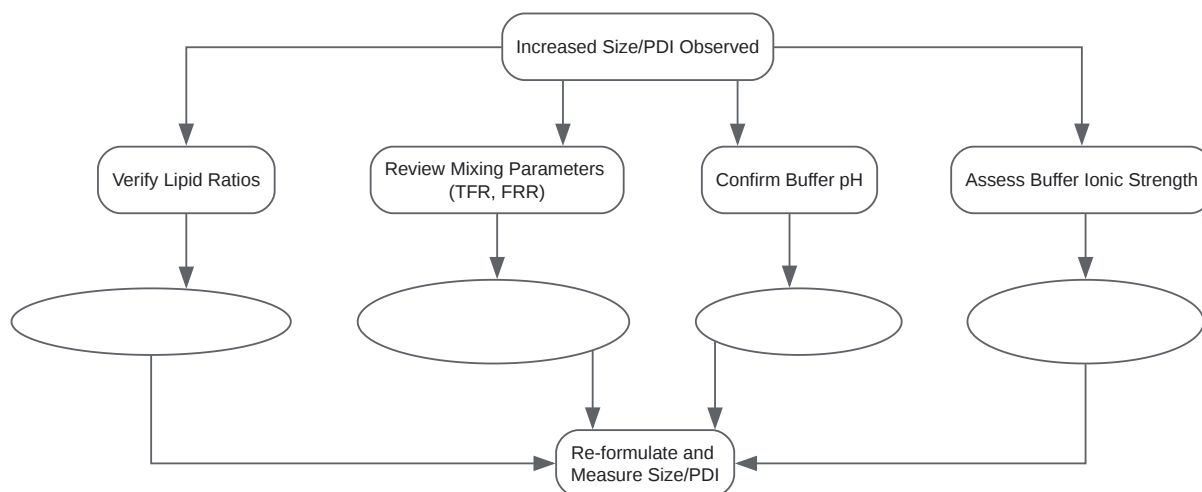 Increased Size/PDI Observed
Verify Lipid Ratios
Review Mixing Parameters
(TFR, FRR)
Confirm Buffer pH
Assess Buffer Ionic Strength
Re-formulate and
Measure Size/PDI